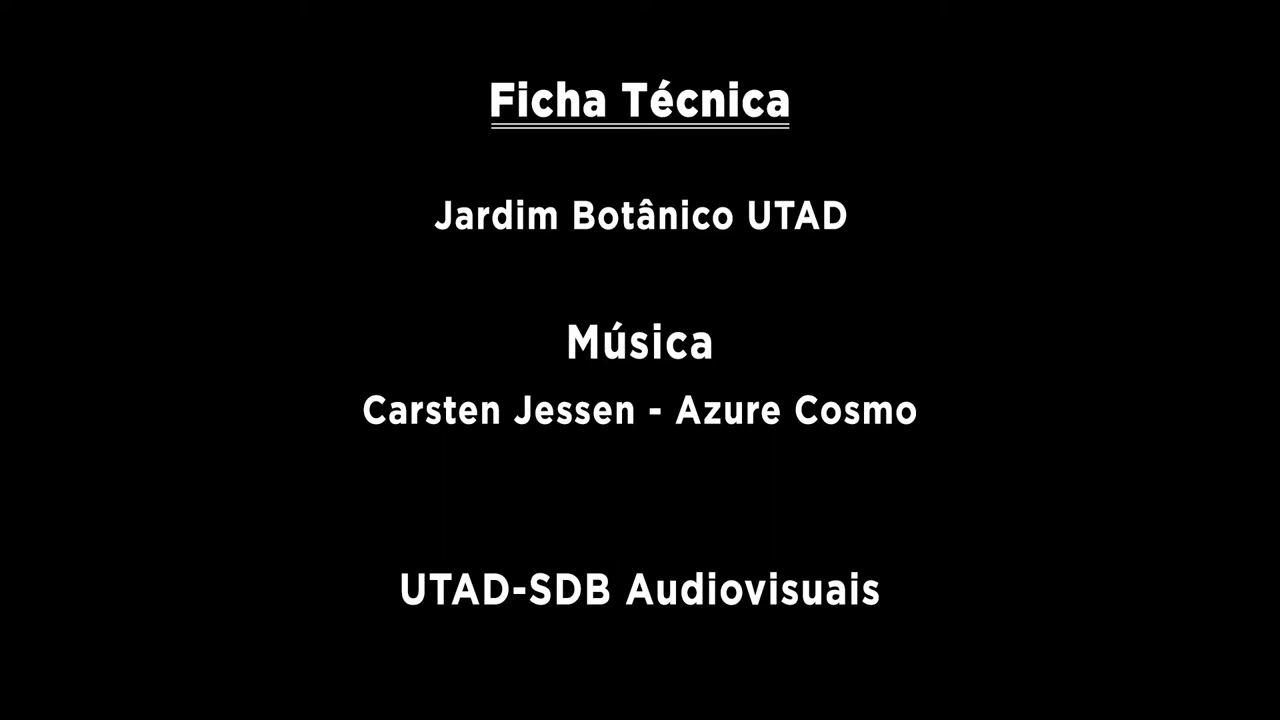 Ficha Técnica
Jardim Botânico UTAD
Música
Carsten Jessen - Azure Cosmo
UTAD-SDB Audiovisuais